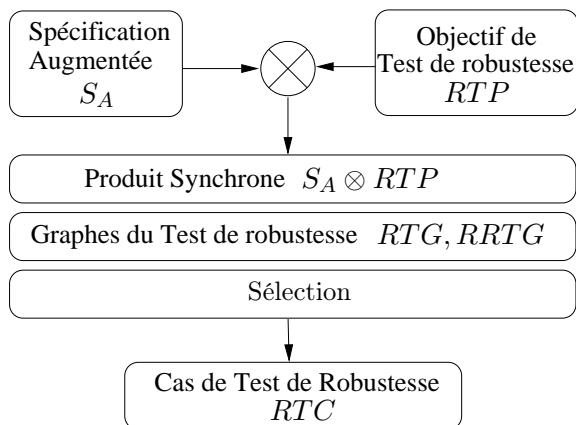 Spécification
Augmentée
S_A
Objectif de
Test de robustesse
RTP
Produit Synchrone S_A ⊗ RTP
Graphes du Test de robustesse RTG, RRTG
Sélection
Cas de Test de Robustesse
RTC